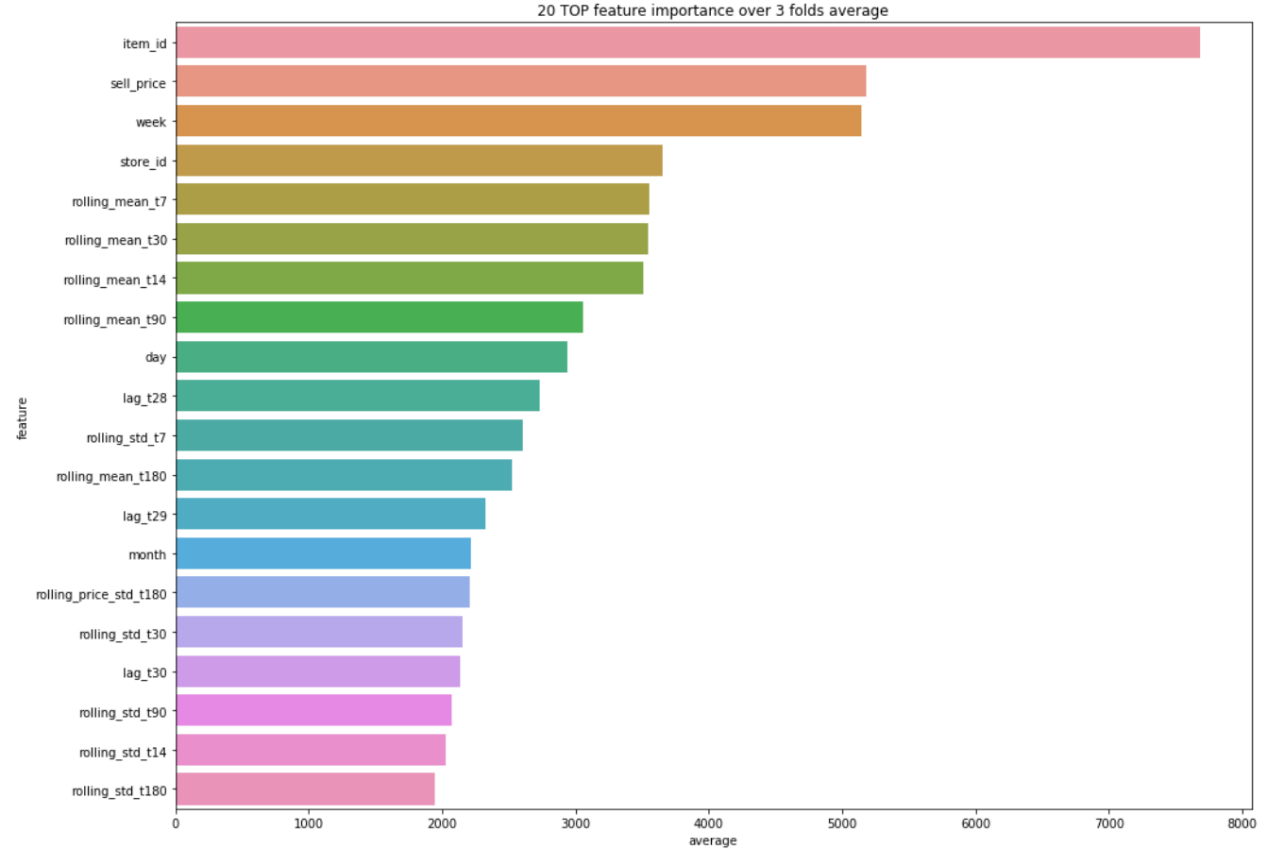 20 TOP feature importance over 3 folds average
item_id
sell_price
week
store_id
rolling_mean_t7
rolling_mean_t30
rolling_mean_t14
rolling_mean_t90
day
lag_t28
rolling_std_t7
rolling_mean_t180
lag_t29
month
rolling_price_std_t180
rolling_std_t30
lag_t30
rolling_std_t90
rolling_std_t14
rolling_std_t180
feature
0 1000 2000 3000 4000 5000 6000 7000 8000
average